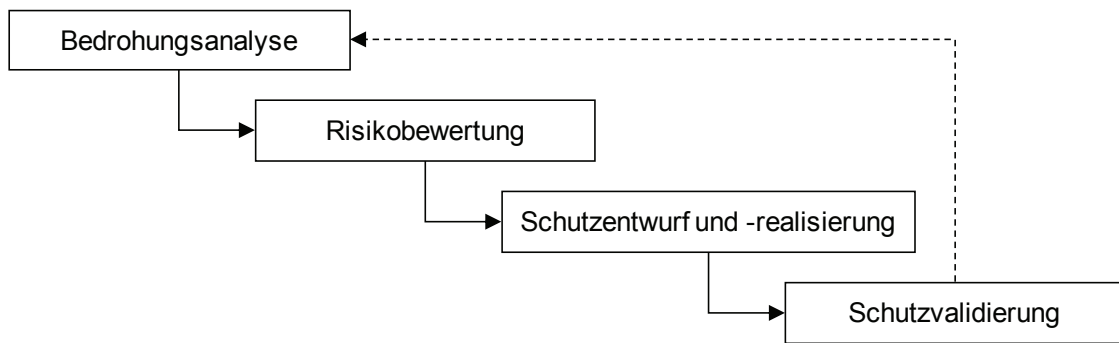 Bedrohungsanalyse
Risikobewertung
Schutzentwurf und -realisierung
Schutzvalidierung